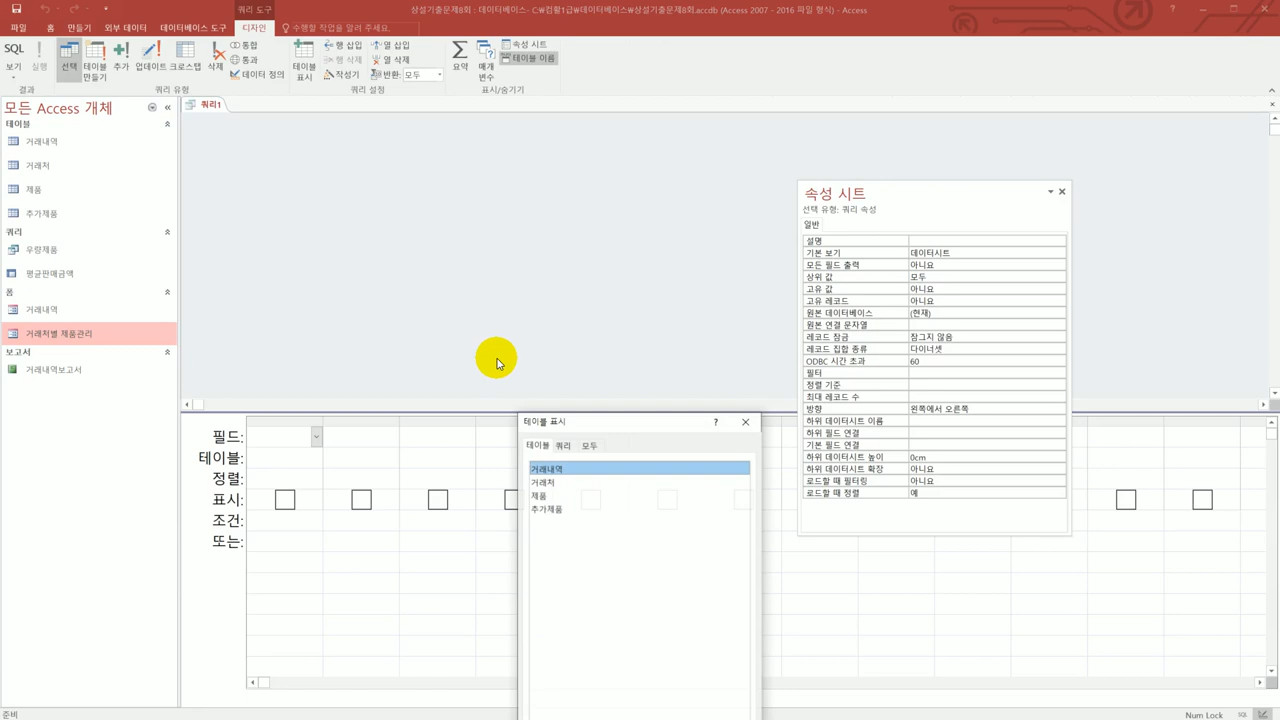 쿼리 도구
상설기출문제8회 : 데이터베이스- C:₩컴활1급₩데이터베이스₩상설기출문제8회.accdb (Access 2007 - 2016 파일 형식) - Access
파일 홈 만들기 외부 데이터 데이터베이스 도구 디자인 수행할 작업을 알려 주세요.
SQL 보기
실행
결과
선택
테이블 만들기
추가
업데이트
크로스탭
삭제
통합
통과
데이터 정의
쿼리 유형
테이블 표시
행 삽입
행 삭제
작성기
열 삽입
열 삭제
반환: 모두
쿼리 설정
요약
매개 변수
속성 시트
테이블 이름
표시/숨기기
모든 Access 개체
테이블
거래내역
거래처
제품
추가제품
쿼리
우량제품
평균판매금액
폼
거래내역
거래처별 제품관리
보고서
거래내역보고서
쿼리1
속성 시트
선택 유형: 쿼리 속성
일반
설명
기본 보기 데이터시트
모든 필드 출력 아니요
상위 값 모두
고유 값 아니요
고유 레코드 아니요
원본 데이터베이스 (현재)
원본 연결 문자열
레코드 잠금 잠그지 않음
레코드 집합 종류 다이너셋
ODBC 시간 초과 60
필터
정렬 기준
최대 레코드 수
방향 왼쪽에서 오른쪽
하위 데이터시트 이름
하위 필드 연결
기본 필드 연결
하위 데이터시트 높이 0cm
하위 데이터시트 확장 아니요
로드할 때 필터링 아니요
로드할 때 정렬 예
필드:
테이블:
정렬:
표시:
조건:
또는:
테이블 표시 ?
테이블 쿼리 모두
거래내역
거래처
제품
추가제품
준비
Num Lock SQL